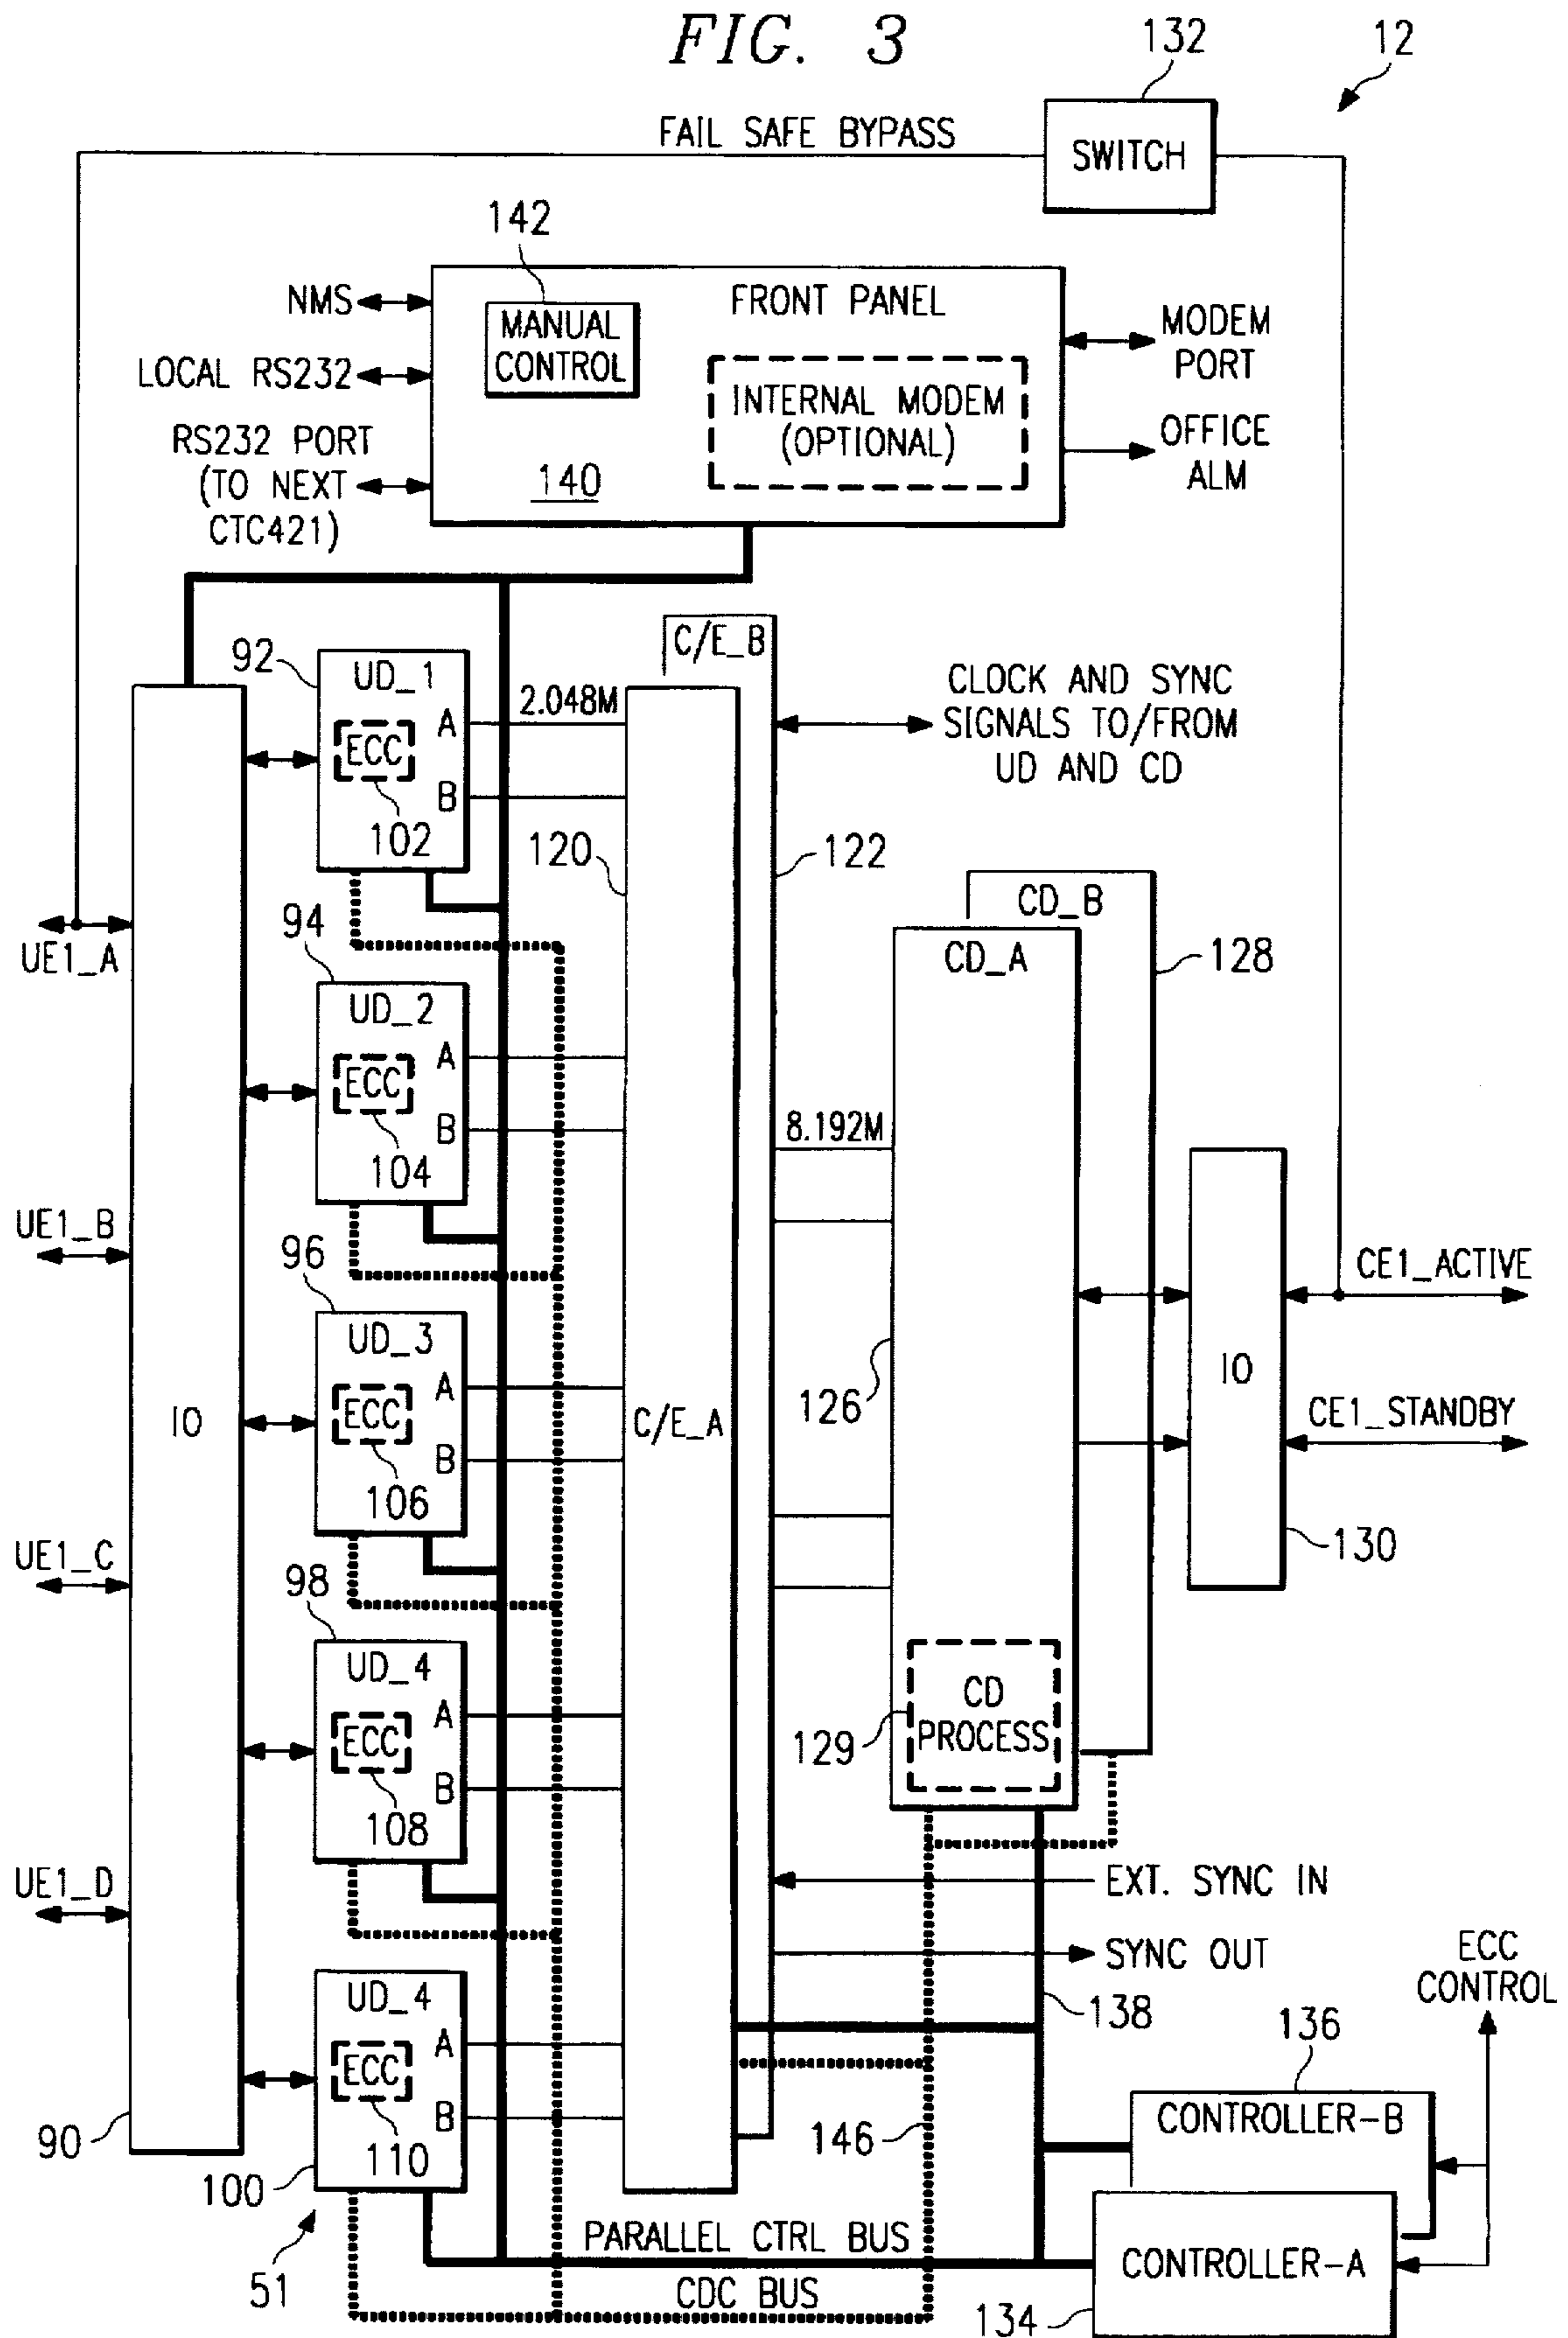 FIG. 3
132
12
FAIL SAFE BYPASS
SWITCH
142
NMS
MANUAL
CONTROL
FRONT PANEL
MODEM
PORT
LOCAL RS232
INTERNAL MODEM
(OPTIONAL)
RS232 PORT
(TO NEXT
CTC421)
140
OFFICE
ALM
C/E_B
92
UD_1
A
2.048M
ECC
B
102
CLOCK AND SYNC
SIGNALS TO/FROM
UD AND CD
120
122
UE1_A
94
UD_2
A
ECC
B
104
CD_B
CD_A
128
8.192M
UE1_B
96
UD_3
A
ECC
B
106
IO
C/E_A
126
IO
CE1_ACTIVE
CE1_STANDBY
130
UE1_C
98
UD_4
A
ECC
B
108
129
CD
PROCESS
UE1_D
EXT. SYNC IN
SYNC OUT
UD_4
A
ECC
B
110
90
100
51
138
ECC
CONTROL
136
CONTROLLER-B
146
PARALLEL CTRL BUS
CDC BUS
CONTROLLER-A
134